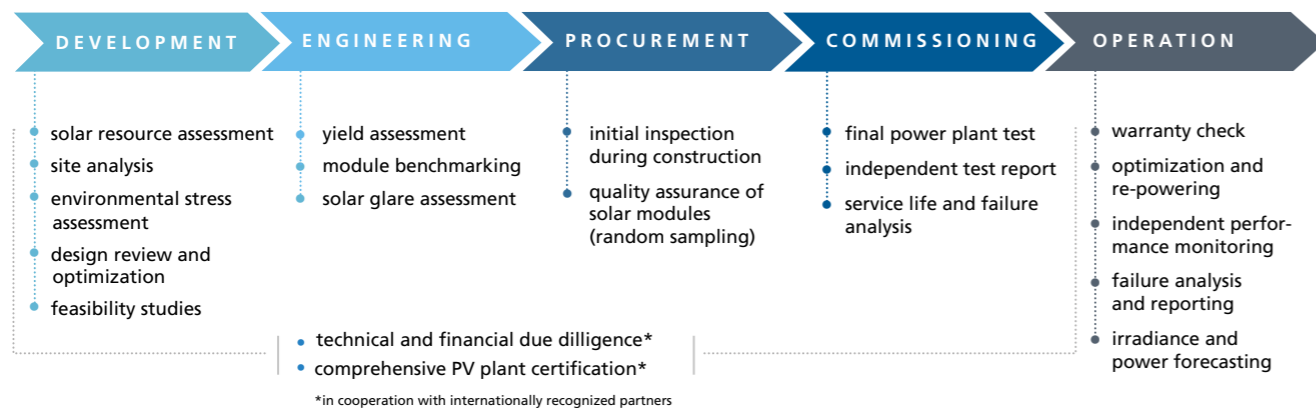 DEVELOPMENT
ENGINEERING
PROCUREMENT
COMMISSIONING
OPERATION
solar resource assessment
site analysis
environmental stress
assessment
design review and
optimization
feasibility studies
yield assessment
module benchmarking
solar glare assessment
initial inspection
during construction
quality assurance of
solar modules
(random sampling)
final power plant test
independent test report
service life and failure
analysis
warranty check
optimization and
re-powering
independent perfor-
mance monitoring
failure analysis
and reporting
irradiance and
power forecasting
technical and financial due dilligence*
comprehensive PV plant certification*
*in cooperation with internationally recognized partners